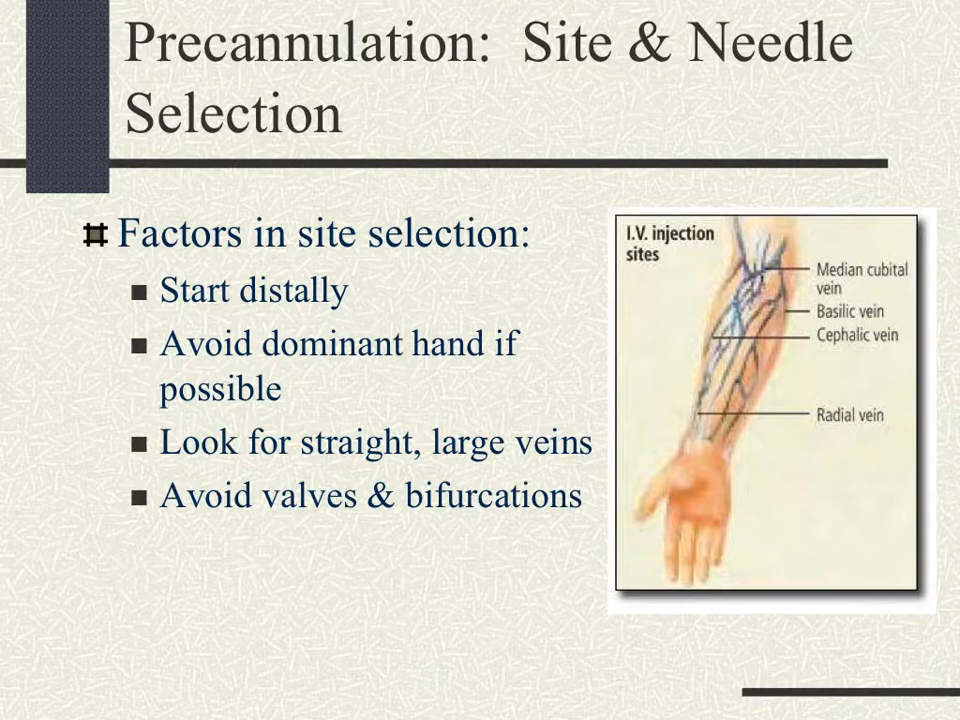 Precannulation: Site & Needle
Selection
Factors in site selection:
Start distally
Avoid dominant hand if
possible
Look for straight, large veins
Avoid valves & bifurcations
I.V. injection
sites
Median cubital
vein
Basilic vein
Cephalic vein
Radial vein